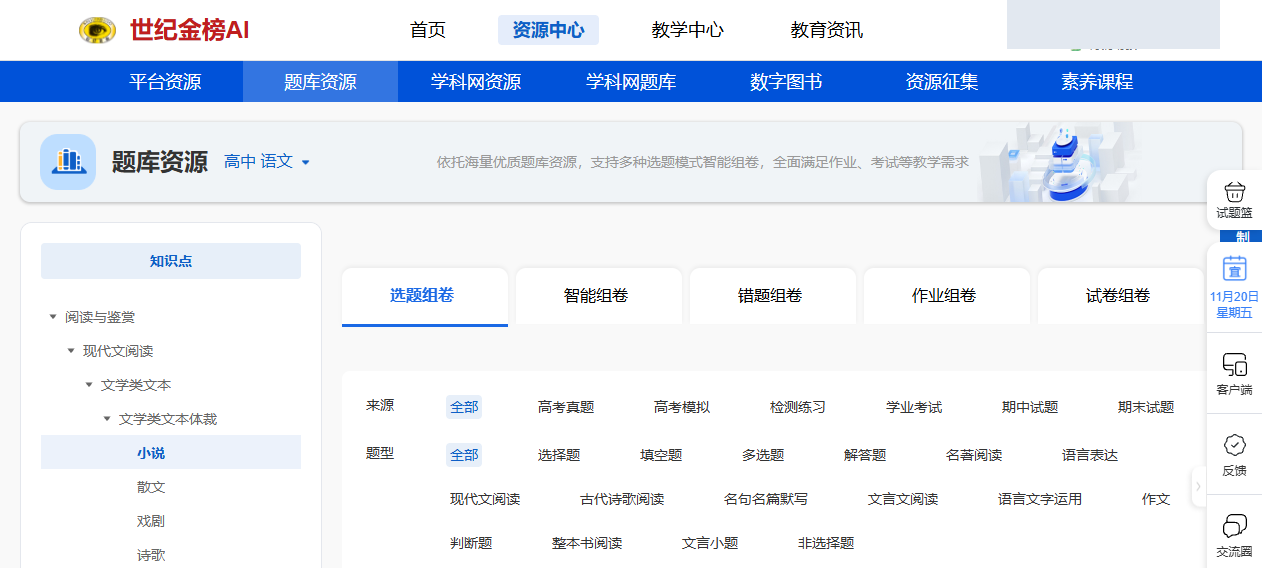 世纪金榜AI
首页 资源中心 教学中心 教育资讯
平台资源 题库资源 学科网资源 学科网题库 数字图书 资源征集 素养课程
题库资源 高中 语文
依托海量优质题库资源，支持多种选题模式智能组卷，全面满足作业、考试等教学需求
知识点
阅读与鉴赏
现代文阅读
文学类文本
文学类文本体裁
小说
散文
戏剧
诗歌
选题组卷 智能组卷 错题组卷 作业组卷 试卷组卷
来源 全部 高考真题 高考模拟 检测练习 学业考试 期中试题 期末试题
题型 全部 选择题 填空题 多选题 解答题 名著阅读 语言表达
现代文阅读 古代诗歌阅读 名句名篇默写 文言文阅读 语言文字运用 作文
判断题 整本书阅读 文言小题 非选择题
试题篮
制
宜
11月20日
星期五
客户端
反馈
交流圈